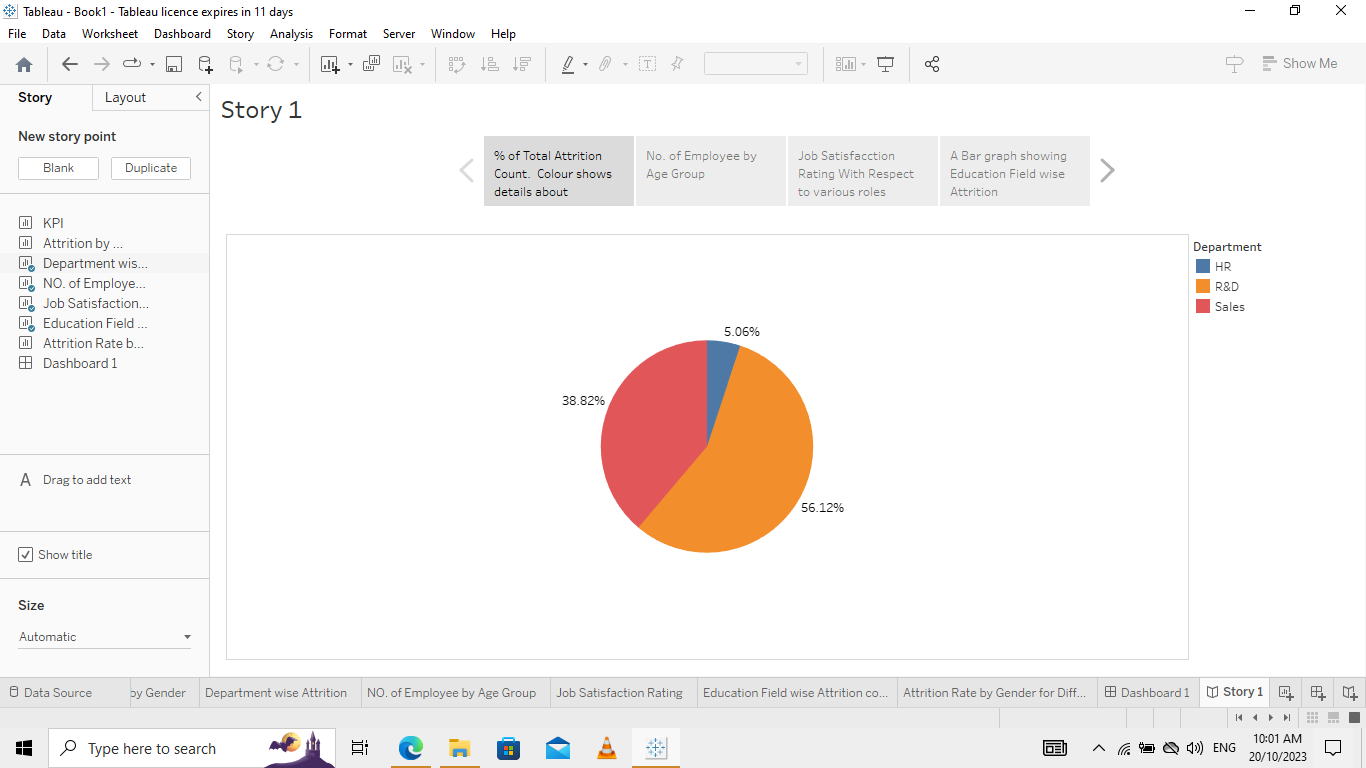 Tableau - Book1 - Tableau licence expires in 11 days
File Data Worksheet Dashboard Story Analysis Format Server Window Help
Show Me
Story Layout
New story point
Blank Duplicate
KPI
Attrition by ...
Department wis...
NO. of Employe...
Job Satisfaction...
Education Field ...
Attrition Rate b...
Dashboard 1
A Drag to add text
Show title
Size
Automatic
Story 1
% of Total Attrition
Count. Colour shows
details about
No. of Employee by
Age Group
Job Satisfacction
Rating With Respect
to various roles
A Bar graph showing
Education Field wise
Attrition
5.06%
38.82%
56.12%
Department
HR
R&D
Sales
Data Source by Gender Department wise Attrition NO. of Employee by Age Group Job Satisfaction Rating Education Field wise Attrition co... Attrition Rate by Gender for Diff... Dashboard 1 Story 1
Type here to search
ENG
10:01 AM
20/10/2023